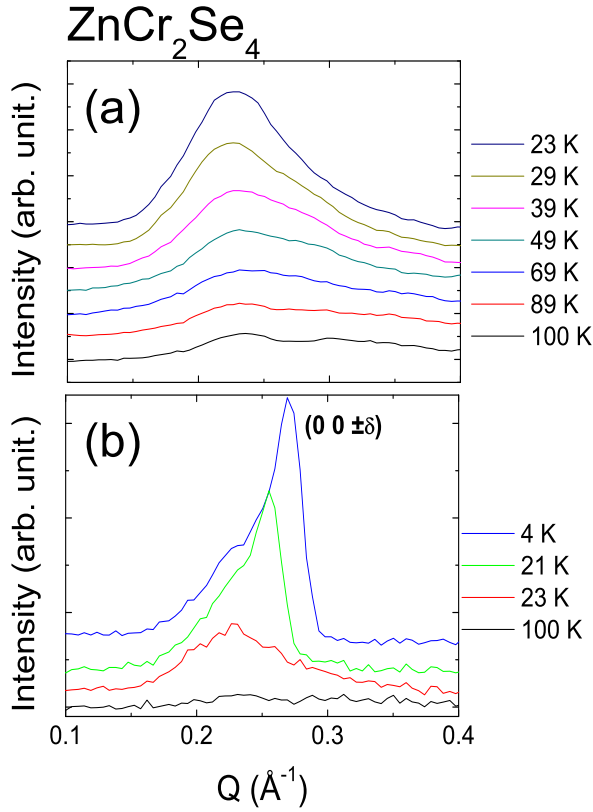 ZnCr₂Se₄
(a)
Intensity (arb. unit.)
23 K
29 K
39 K
49 K
69 K
89 K
100 K
(b)
(0 0 ±δ)
Intensity (arb. unit.)
4 K
21 K
23 K
100 K
0.1 0.2 0.3 0.4
Q (Å⁻¹)